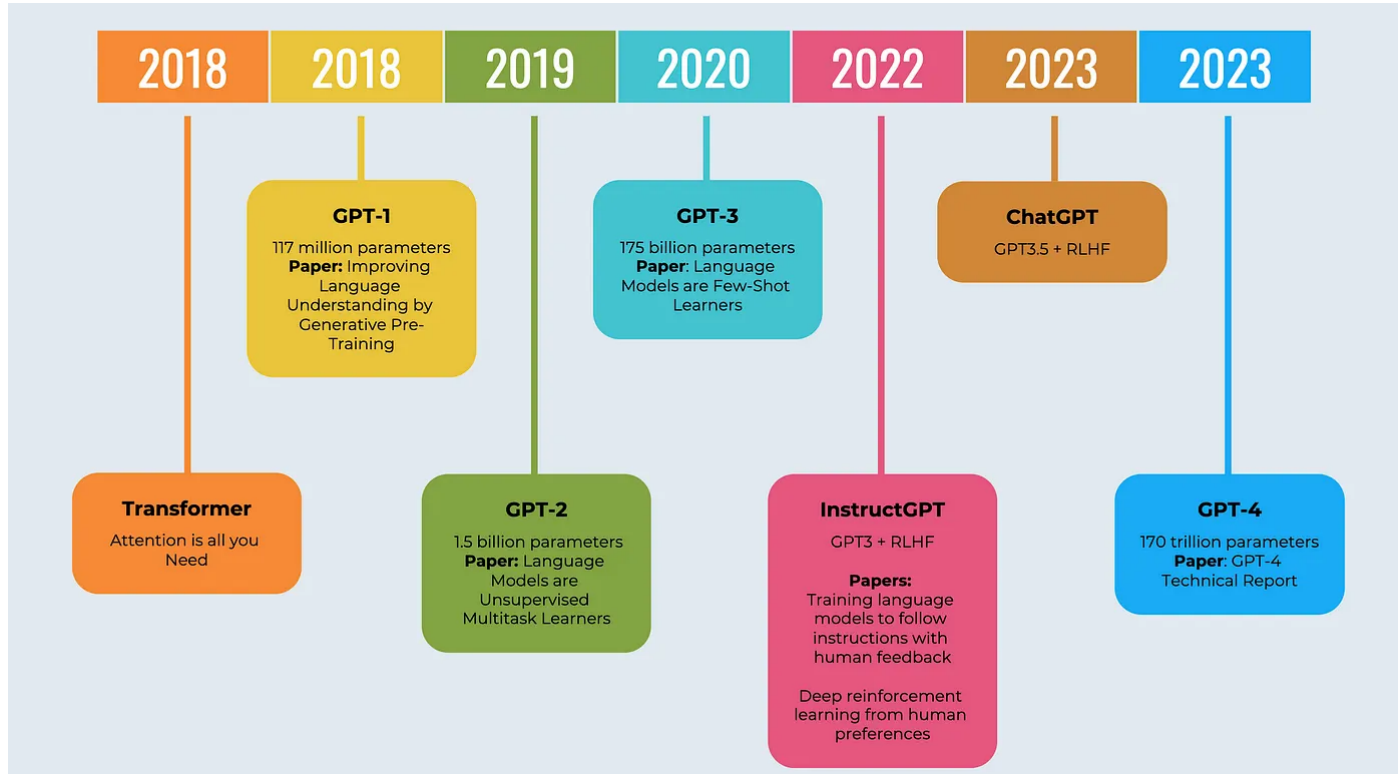 2018
2018
2019
2020
2022
2023
2023
GPT-1
117 million parameters
Paper: Improving
Language
Understanding by
Generative Pre-
Training
GPT-3
175 billion parameters
Paper: Language
Models are Few-Shot
Learners
ChatGPT
GPT3.5 + RLHF
Transformer
Attention is all you
Need
GPT-2
1.5 billion parameters
Paper: Language
Models are
Unsupervised
Multitask Learners
InstructGPT
GPT3 + RLHF
Papers:
Training language
models to follow
instructions with
human feedback
Deep reinforcement
learning from human
preferences
GPT-4
170 trillion parameters
Paper: GPT-4
Technical Report